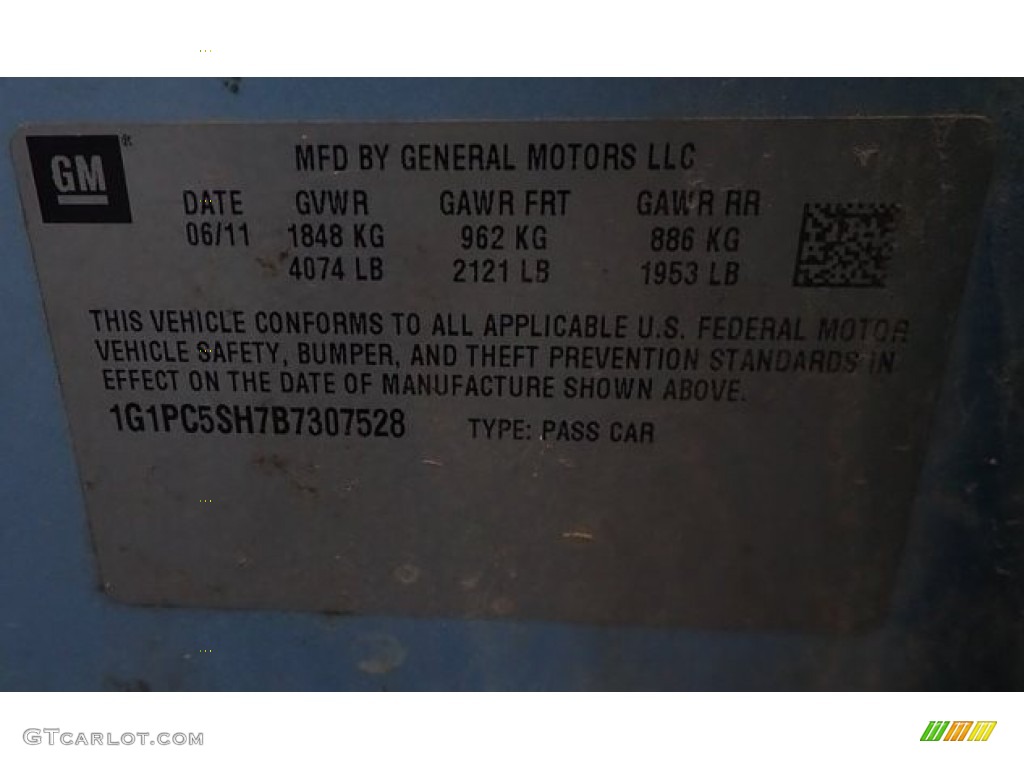 GM
MFD BY GENERAL MOTORS LLC
DATE GVWR GAWR FRT GAWR RR
06/11 1848 KG 962 KG 886 KG
4074 LB 2121 LB 1953 LB
THIS VEHICLE CONFORMS TO ALL APPLICABLE U.S. FEDERAL MOTOR
VEHICLE SAFETY, BUMPER, AND THEFT PREVENTION STANDARDS IN
EFFECT ON THE DATE OF MANUFACTURE SHOWN ABOVE.
1G1PC5SH7B7307528 TYPE: PASS CAR
GTCARLOT.COM